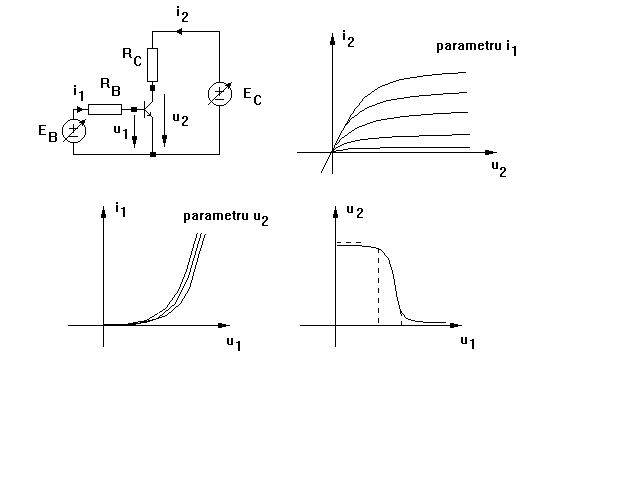 i2
RC
i1
RB
EC
EB
u1
u2
i2
parametru i1
u2
i1
parametru u2
u1
u2
u1